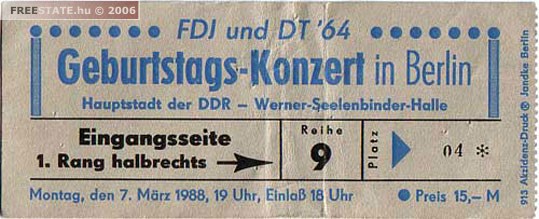 FREESTATE.hu © 2006
FDJ und DT '64
Geburtstags-Konzert in Berlin
Hauptstadt der DDR – Werner-Seelenbinder-Halle
Eingangsseite
1. Rang halbrechts
Reihe
9
Platz
04 *
Montag, den 7. März 1988, 19 Uhr, Einlaß 18 Uhr
Preis 15,– M
913 Akzidenz-Druck ® Jandke Berlin